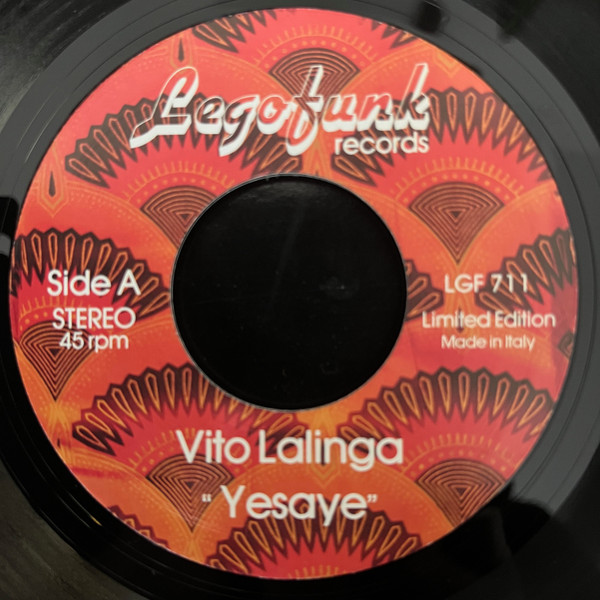 Legofunk
records
Side A
STEREO
45 rpm
LGF 711
Limited Edition
Made in Italy
Vito Lalinga
“ Yesaye”